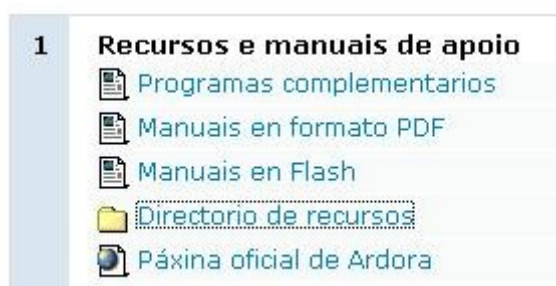 1 Recursos e manuais de apoio
Programas complementarios
Manuais en formato PDF
Manuais en Flash
Directorio de recursos
Páxina oficial de Ardora